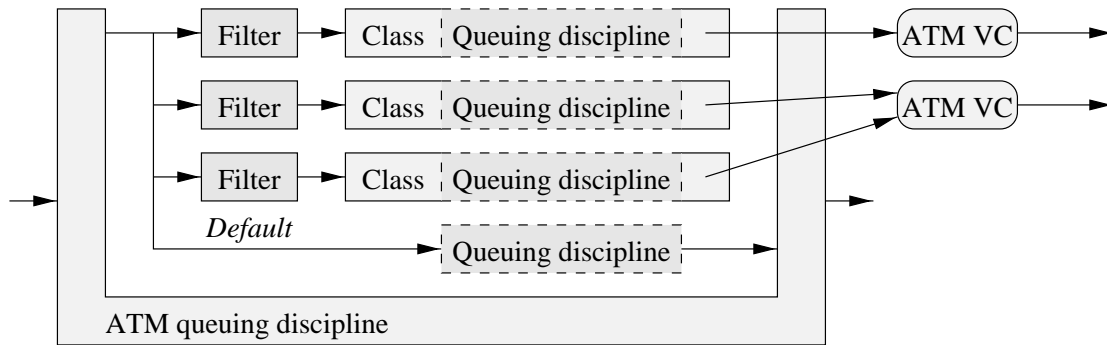 Filter Class Queuing discipline ATM VC
Filter Class Queuing discipline ATM VC
Filter Class Queuing discipline
Default
Queuing discipline
ATM queuing discipline